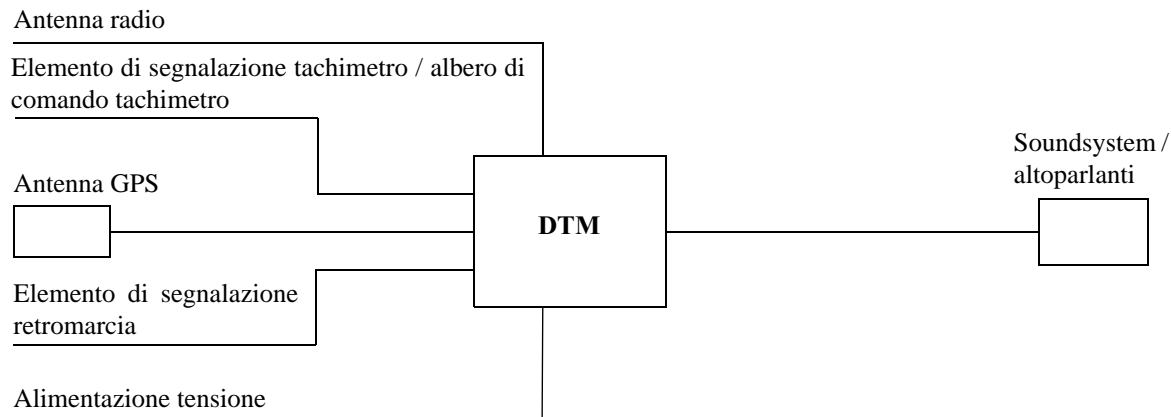 Antenna radio
Elemento di segnalazione tachimetro / albero di
comando tachimetro
Soundsystem /
altoparlanti
Antenna GPS
DTM
Elemento di segnalazione
retromarcia
Alimentazione tensione